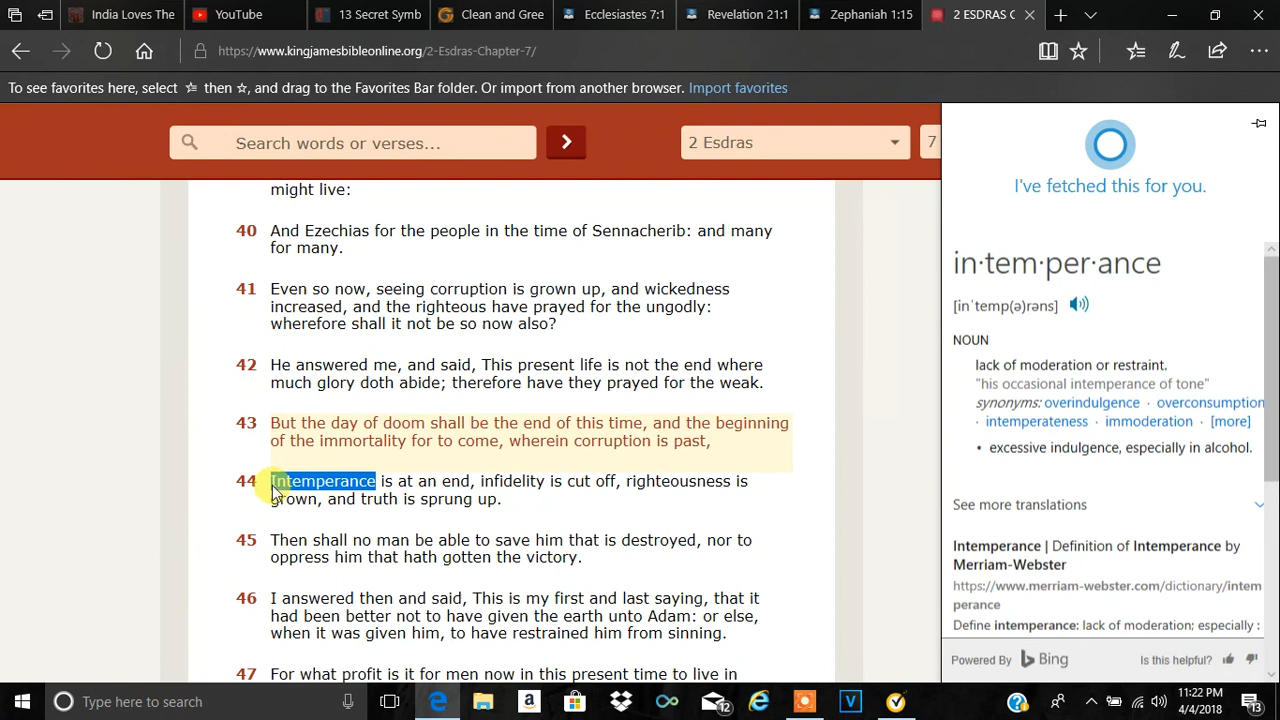 India Loves The
YouTube
13 Secret Symb
Clean and Gree
Ecclesiastes 7:1
Revelation 21:1
Zephaniah 1:15
2 ESDRAS C
https://www.kingjamesbibleonline.org/2-Esdras-Chapter-7/
To see favorites here, select ☆ then ☆, and drag to the Favorites Bar folder. Or import from another browser. Import favorites
Search words or verses...
2 Esdras
7
might live:
40 And Ezechias for the people in the time of Sennacherib: and many
for many.
41 Even so now, seeing corruption is grown up, and wickedness
increased, and the righteous have prayed for the ungodly:
wherefore shall it not be so now also?
42 He answered me, and said, This present life is not the end where
much glory doth abide; therefore have they prayed for the weak.
43 But the day of doom shall be the end of this time, and the beginning
of the immortality for to come, wherein corruption is past,
44 Intemperance is at an end, infidelity is cut off, righteousness is
grown, and truth is sprung up.
45 Then shall no man be able to save him that is destroyed, nor to
oppress him that hath gotten the victory.
46 I answered then and said, This is my first and last saying, that it
had been better not to have given the earth unto Adam: or else,
when it was given him, to have restrained him from sinning.
47 For what profit is it for men now in this present time to live in
I've fetched this for you.
in·tem·per·ance
[inˈtemp(ə)rəns]
NOUN
lack of moderation or restraint.
"his occasional intemperance of tone"
synonyms: overindulgence · overconsumption
· intemperateness · immoderation · [more]
• excessive indulgence, especially in alcohol.
See more translations
Intemperance | Definition of Intemperance by
Merriam-Webster
https://www.merriam-webster.com/dictionary/intem
perance
Define intemperance: lack of moderation; especially :
Powered By Bing
Is this helpful?
Type here to search
12
11:22 PM
4/4/2018
13